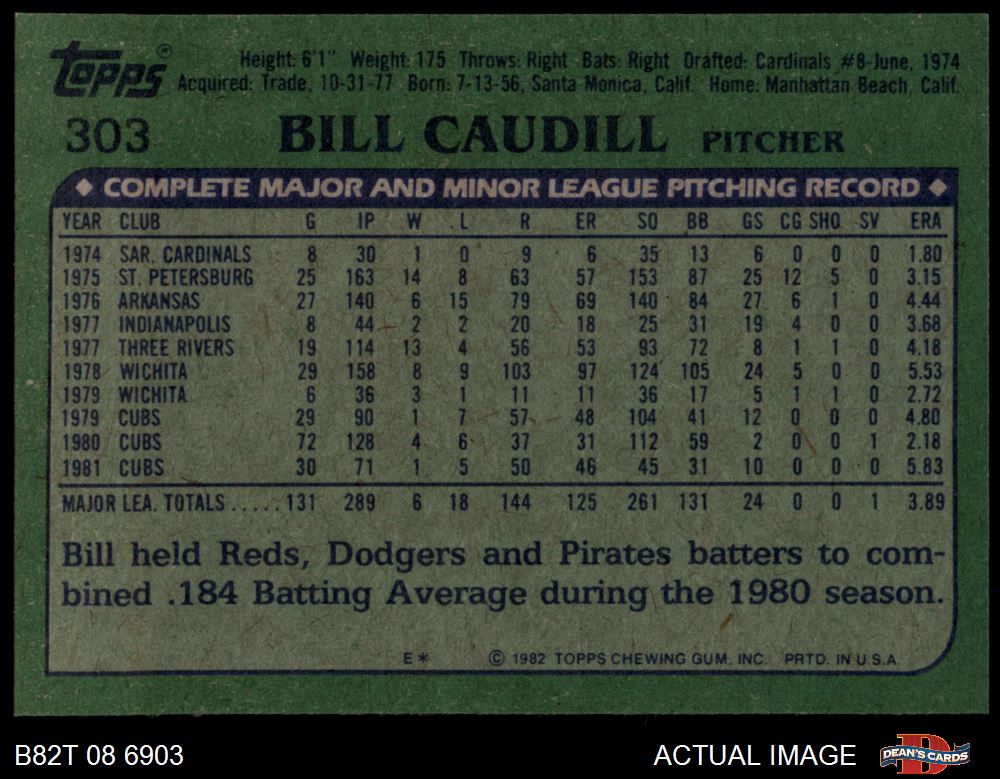 Topps®
Height: 6'1" Weight: 175 Throws: Right Bats: Right Drafted: Cardinals #8-June, 1974
Acquired: Trade, 10-31-77 Born: 7-13-56, Santa Monica, Calif. Home: Manhattan Beach, Calif.
303 BILL CAUDILL PITCHER
◆ COMPLETE MAJOR AND MINOR LEAGUE PITCHING RECORD ◆
YEAR CLUB G IP W L R ER SO BB GS CG SHO SV ERA
1974 SAR. CARDINALS 8 30 1 0 9 6 35 13 6 0 0 0 1.80
1975 ST. PETERSBURG 25 163 14 8 63 57 153 87 25 12 5 0 3.15
1976 ARKANSAS 27 140 6 15 79 69 140 84 27 6 1 0 4.44
1977 INDIANAPOLIS 8 44 2 2 20 18 25 31 19 4 0 0 3.68
1977 THREE RIVERS 19 114 13 4 56 53 93 72 8 1 1 0 4.18
1978 WICHITA 29 158 8 9 103 97 124 105 24 5 0 0 5.53
1979 WICHITA 6 36 3 1 11 11 36 17 5 1 1 0 2.72
1979 CUBS 29 90 1 7 57 48 104 41 12 0 0 0 4.80
1980 CUBS 72 128 4 6 37 31 112 59 2 0 0 1 2.18
1981 CUBS 30 71 1 5 50 46 45 31 10 0 0 0 5.83
MAJOR LEA. TOTALS.....131 289 6 18 144 125 261 131 24 0 0 1 3.89
Bill held Reds, Dodgers and Pirates batters to com-
bined .184 Batting Average during the 1980 season.
E* © 1982 TOPPS CHEWING GUM, INC. PRTD. IN U.S.A.
B82T 08 6903 ACTUAL IMAGE DEAN'S CARDS